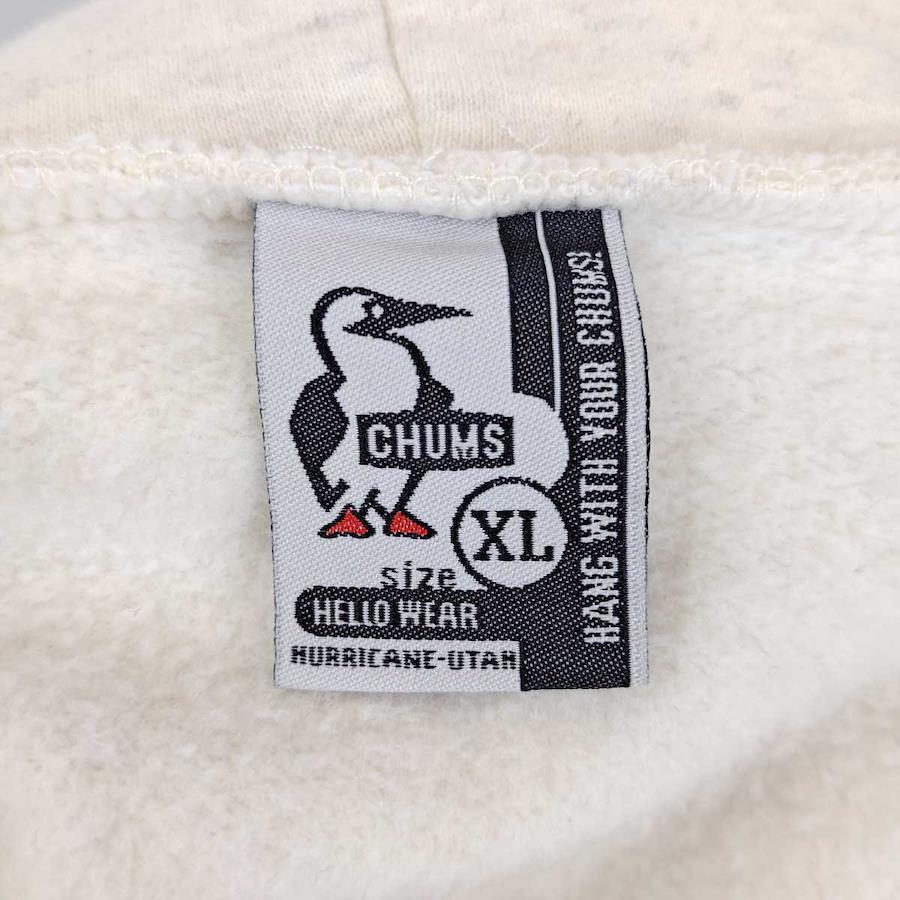 CHUMS
XL
size
HELLO WEAR
HURRICANE-UTAH
HANG WITH YOUR CHUMS!